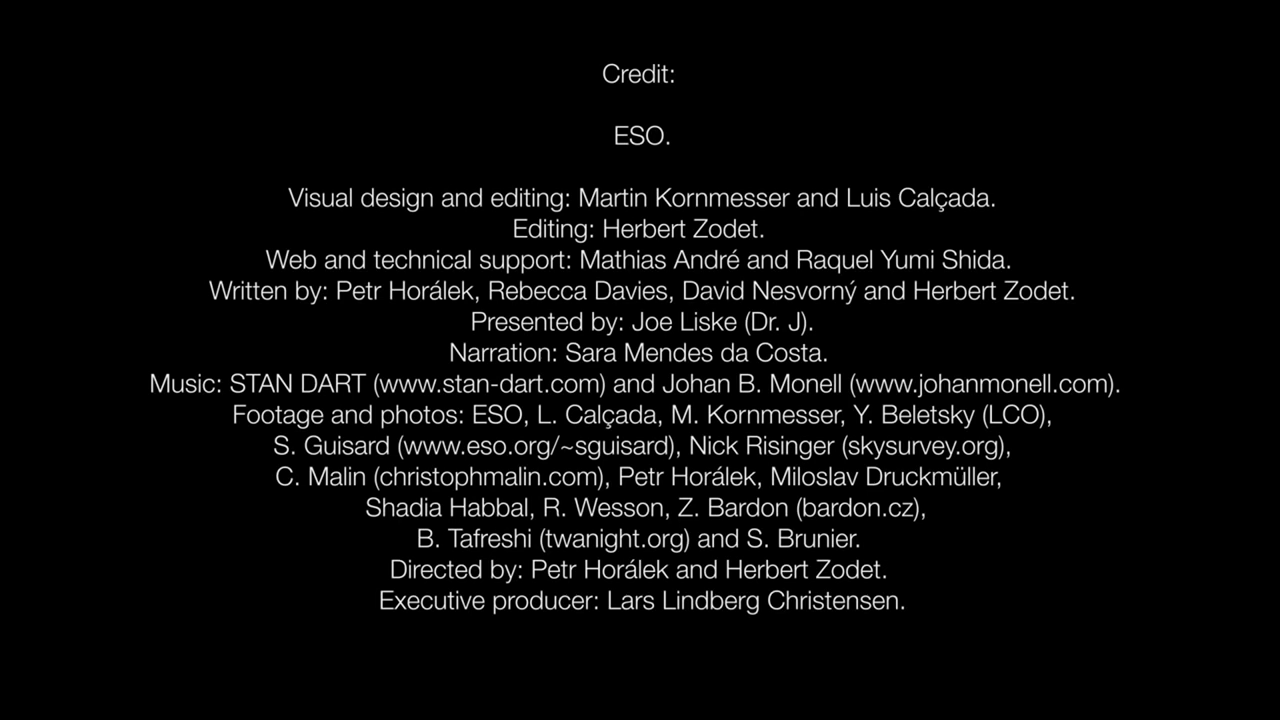 Credit:
ESO.
Visual design and editing: Martin Kornmesser and Luis Calçada.
Editing: Herbert Zodet.
Web and technical support: Mathias André and Raquel Yumi Shida.
Written by: Petr Horálek, Rebecca Davies, David Nesvorný and Herbert Zodet.
Presented by: Joe Liske (Dr. J).
Narration: Sara Mendes da Costa.
Music: STAN DART (www.stan-dart.com) and Johan B. Monell (www.johanmonell.com).
Footage and photos: ESO, L. Calçada, M. Kornmesser, Y. Beletsky (LCO),
S. Guisard (www.eso.org/~sguisard), Nick Risinger (skysurvey.org),
C. Malin (christophmalin.com), Petr Horálek, Miloslav Druckmüller,
Shadia Habbal, R. Wesson, Z. Bardon (bardon.cz),
B. Tafreshi (twanight.org) and S. Brunier.
Directed by: Petr Horálek and Herbert Zodet.
Executive producer: Lars Lindberg Christensen.